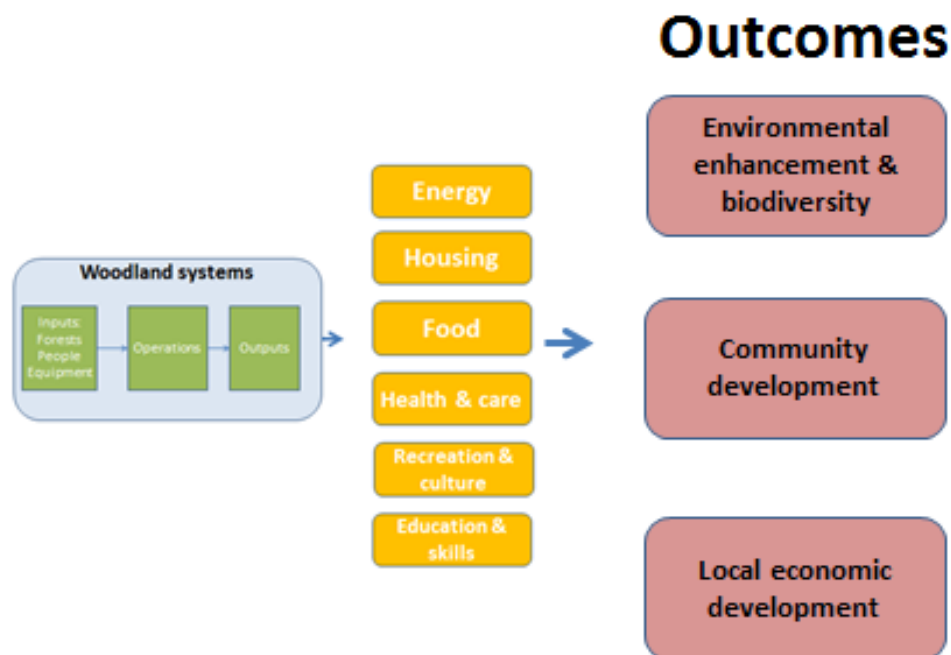 Outcomes
Environmental
enhancement &
biodiversity
Energy
Housing
Woodland systems
Inputs:
Forests
People
Equipment
Operations
Outputs
Food
Community
development
Health & care
Recreation &
culture
Education &
skills
Local economic
development